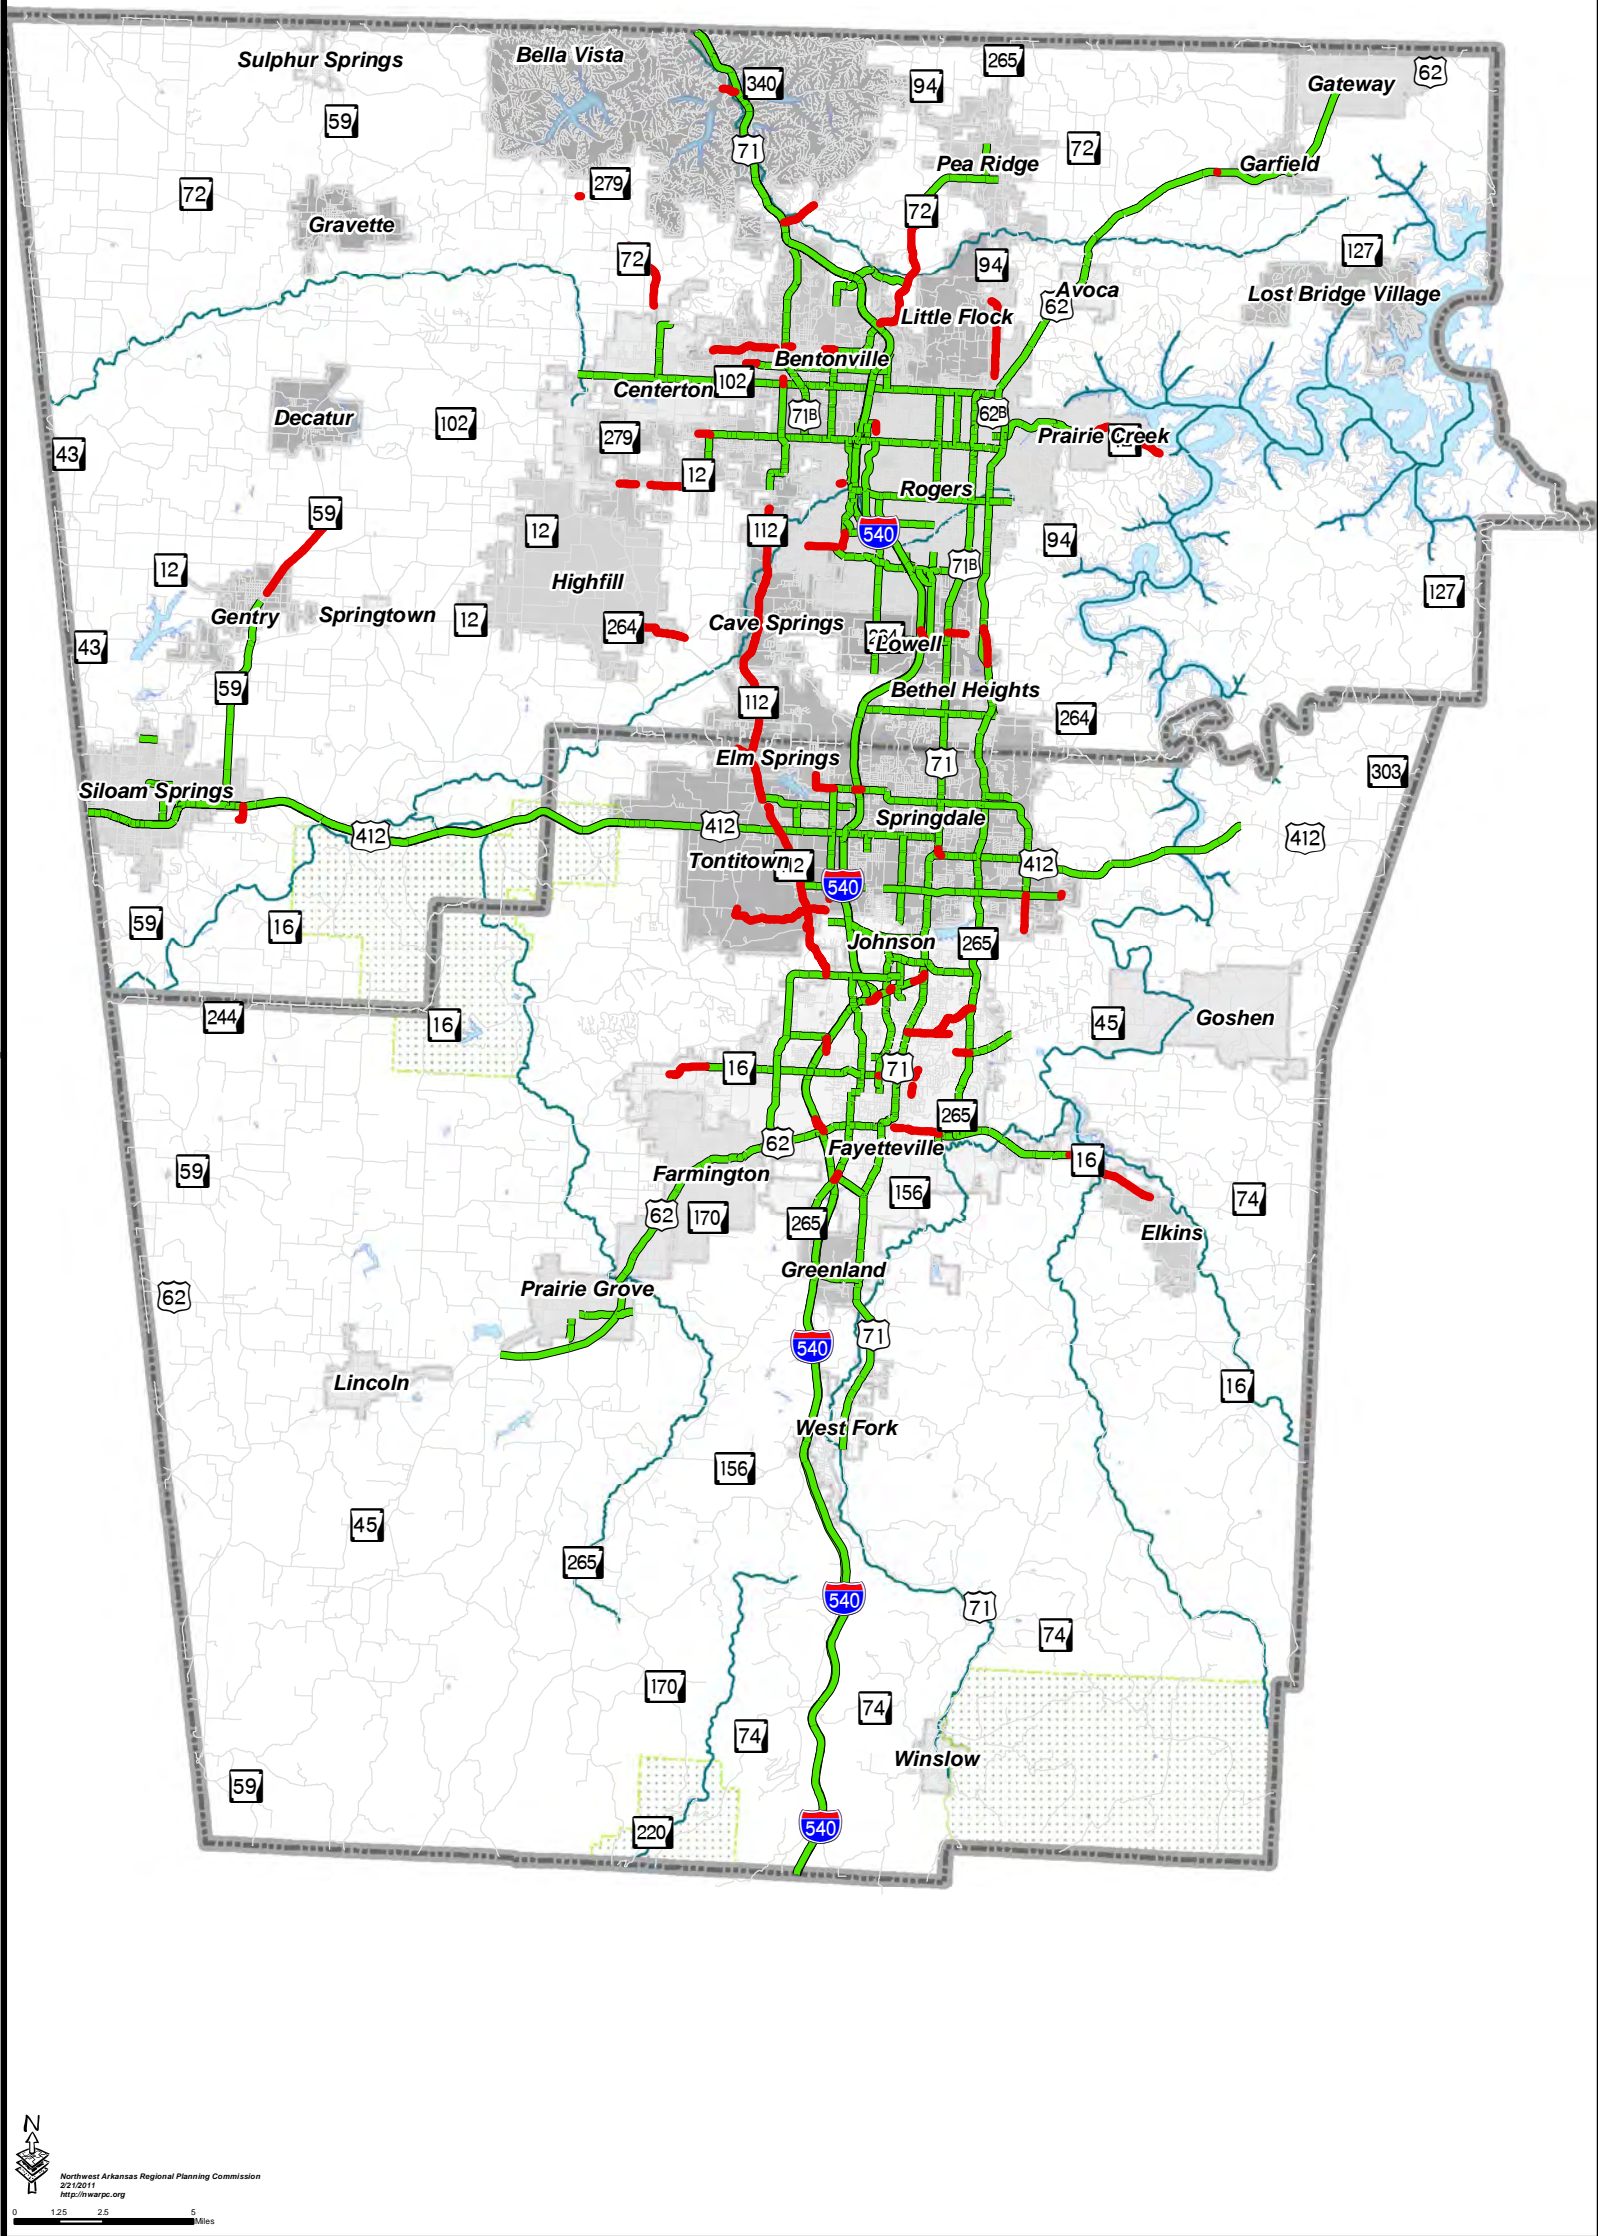 Sulphur Springs
Bella Vista
340
94
265
Gateway
62
59
71
Pea Ridge
72
Garfield
72
279
Gravette
72
127
72
94
Avoca
62
Lost Bridge Village
Little Flock
Bentonville
Centerton
102
Decatur
102
71B
62B
43
279
Prairie Creek
12
Rogers
59
12
112
540
94
12
Highfill
71B
127
Gentry
Springtown
12
264
Cave Springs
264
Lowell
43
59
Bethel Heights
112
264
Elm Springs
71
303
Siloam Springs
412
412
Springdale
412
Tontitown
412
540
59
16
Johnson
265
244
16
45
Goshen
16
71
265
62
Fayetteville
59
Farmington
16
62
170
156
74
265
Elkins
Greenland
62
Prairie Grove
540
71
Lincoln
16
West Fork
156
45
265
540
71
74
170
74
74
Winslow
59
220
540
N
Northwest Arkansas Regional Planning Commission
2/21/2011
http://nwarpc.org
0 1.25 2.5 5
Miles